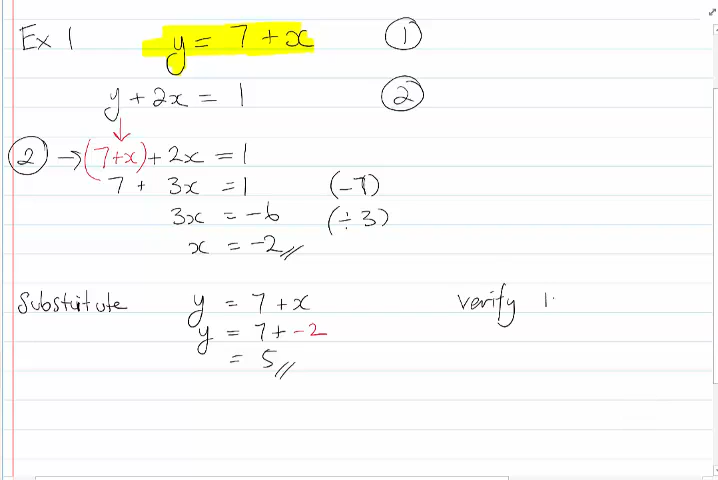 Ex 1 y = 7 + x ①
y + 2x = 1 ②
② → (7+x) + 2x = 1
7 + 3x = 1 (-7)
3x = -6 (÷3)
x = -2 //
Substitute y = 7 + x verify
y = 7 + -2
= 5 //